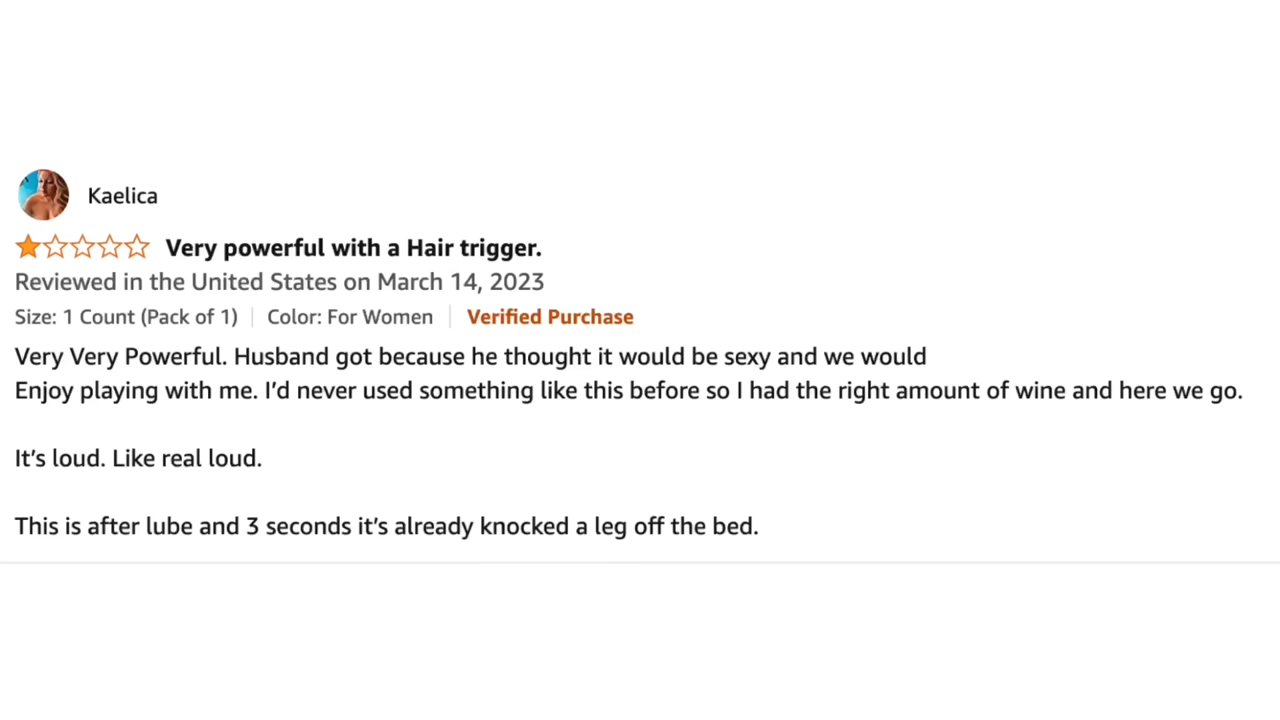 Kaelica
Very powerful with a Hair trigger.
Reviewed in the United States on March 14, 2023
Size: 1 Count (Pack of 1) | Color: For Women | Verified Purchase
Very Very Powerful. Husband got because he thought it would be sexy and we would
Enjoy playing with me. I’d never used something like this before so I had the right amount of wine and here we go.
It’s loud. Like real loud.
This is after lube and 3 seconds it’s already knocked a leg off the bed.